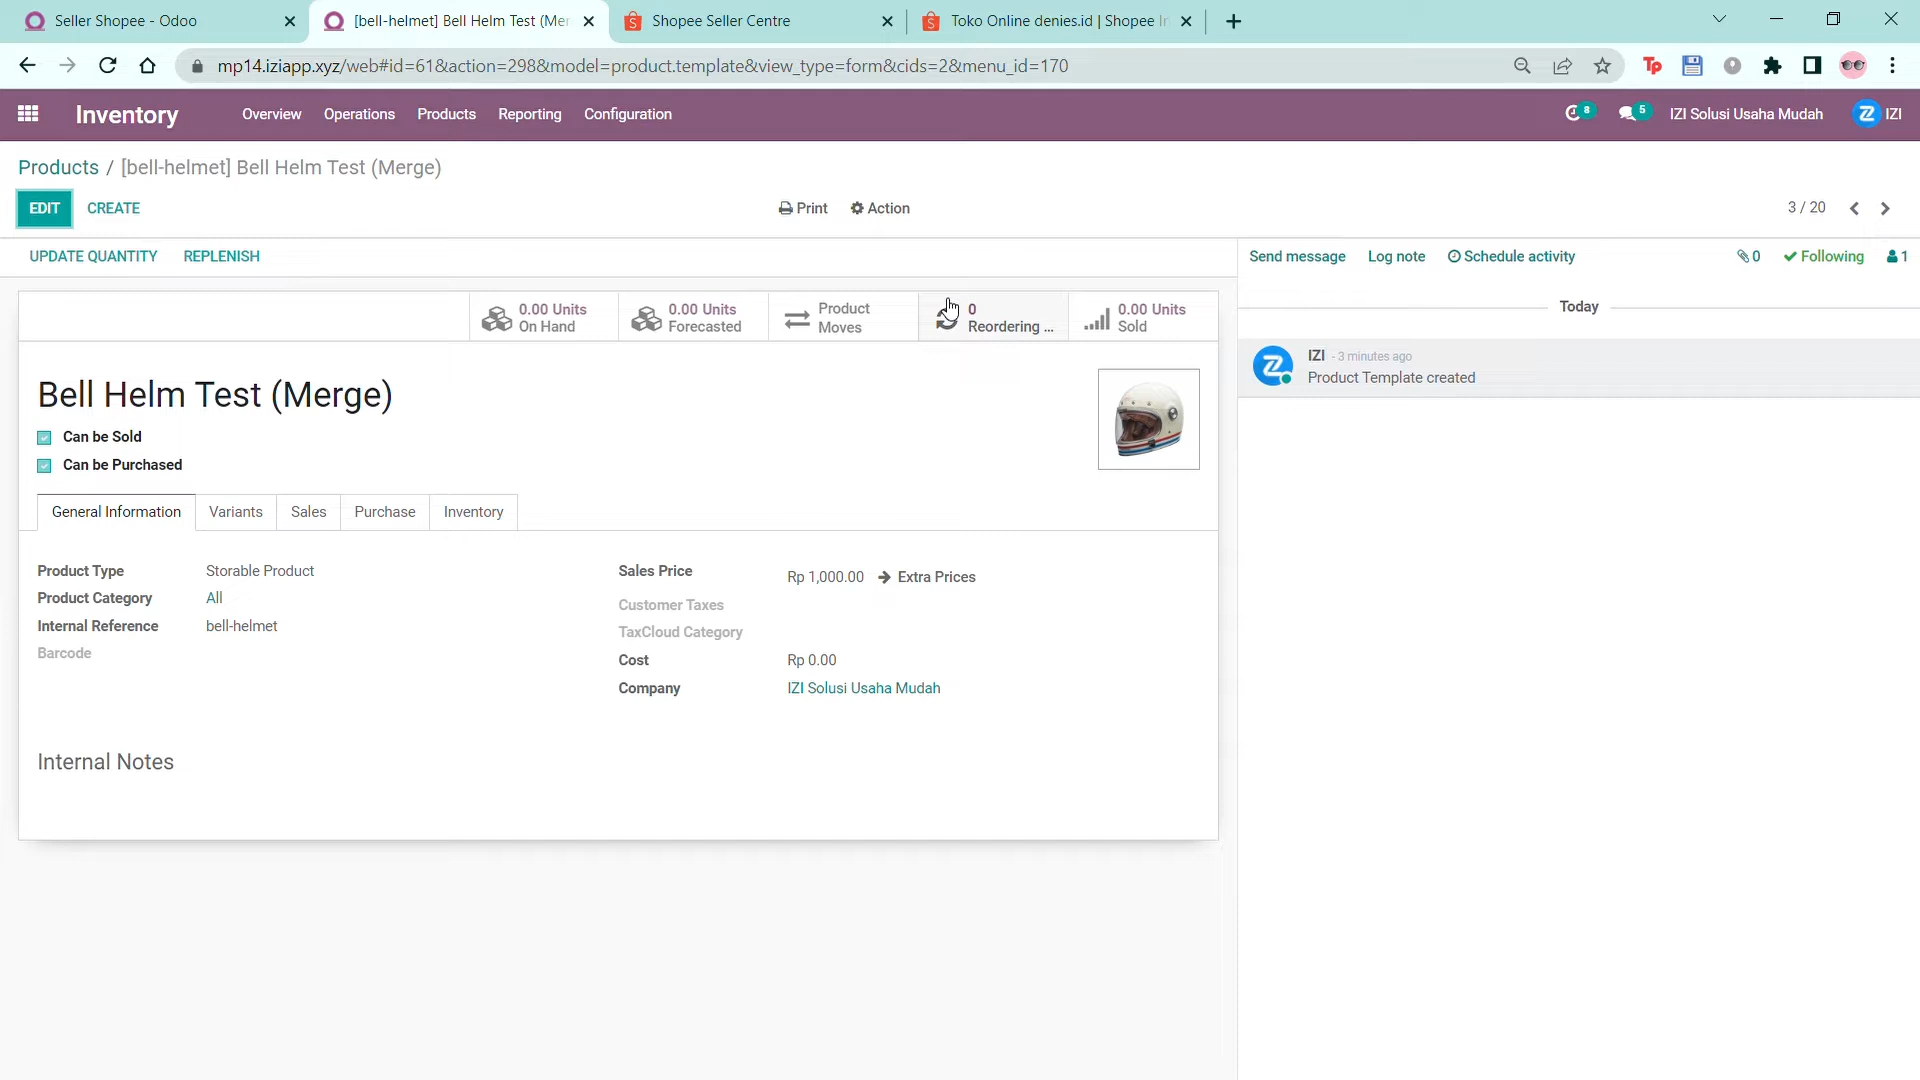 Seller Shopee - Odoo
[bell-helmet] Bell Helm Test (Mer
Shopee Seller Centre
Toko Online denies.id | Shopee In
mp14.iziapp.xyz/web#id=61&action=298&model=product.template&view_type=form&cids=2&menu_id=170
Tp
Inventory
Overview
Operations
Products
Reporting
Configuration
8
5
IZI Solusi Usaha Mudah
IZI
Products / [bell-helmet] Bell Helm Test (Merge)
EDIT
CREATE
Print
Action
3 / 20
UPDATE QUANTITY
REPLENISH
Send message
Log note
Schedule activity
0
Following
1
0.00 Units
On Hand
0.00 Units
Forecasted
Product
Moves
0
Reordering ...
0.00 Units
Sold
Today
IZI - 3 minutes ago
Product Template created
Bell Helm Test (Merge)
Can be Sold
Can be Purchased
General Information
Variants
Sales
Purchase
Inventory
Product Type Storable Product
Product Category All
Internal Reference bell-helmet
Barcode
Sales Price Rp 1,000.00 Extra Prices
Customer Taxes
TaxCloud Category
Cost Rp 0.00
Company IZI Solusi Usaha Mudah
Internal Notes